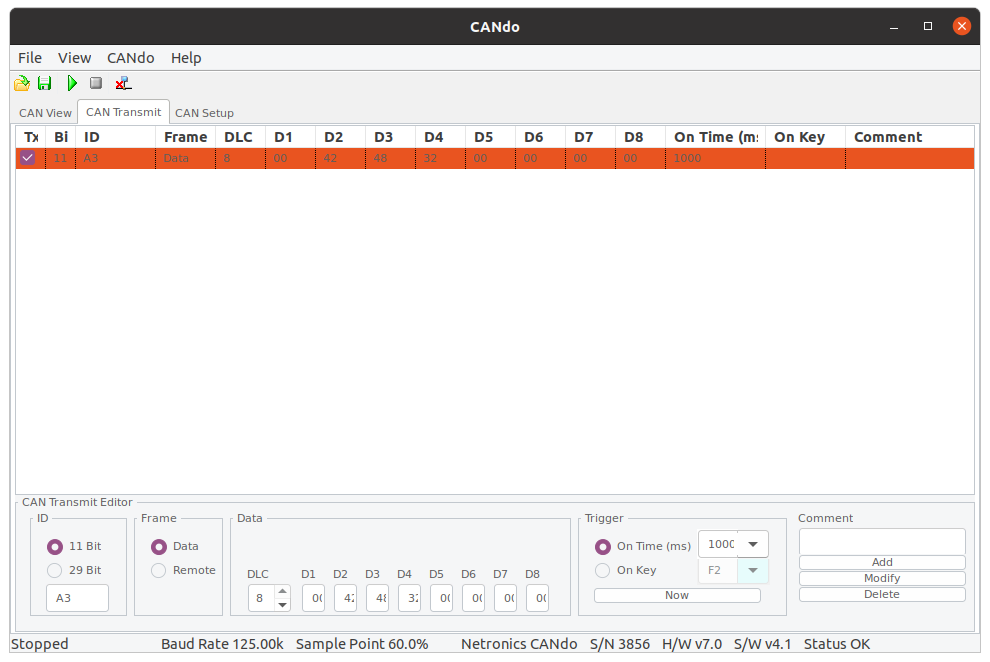 CANdo
File View CANdo Help
CAN View CAN Transmit CAN Setup
Tx Bi ID Frame DLC D1 D2 D3 D4 D5 D6 D7 D8 On Time (ms On Key Comment
11 A3 Data 8 00 42 48 32 00 00 00 00 1000
CAN Transmit Editor
ID Frame Data Trigger Comment
11 Bit Data On Time (ms) 1000
29 Bit Remote On Key F2 Add
DLC D1 D2 D3 D4 D5 D6 D7 D8 Modify
A3 8 00 42 48 32 00 00 00 00 Now Delete
Stopped Baud Rate 125.00k Sample Point 60.0% Netronics CANdo S/N 3856 H/W v7.0 S/W v4.1 Status OK